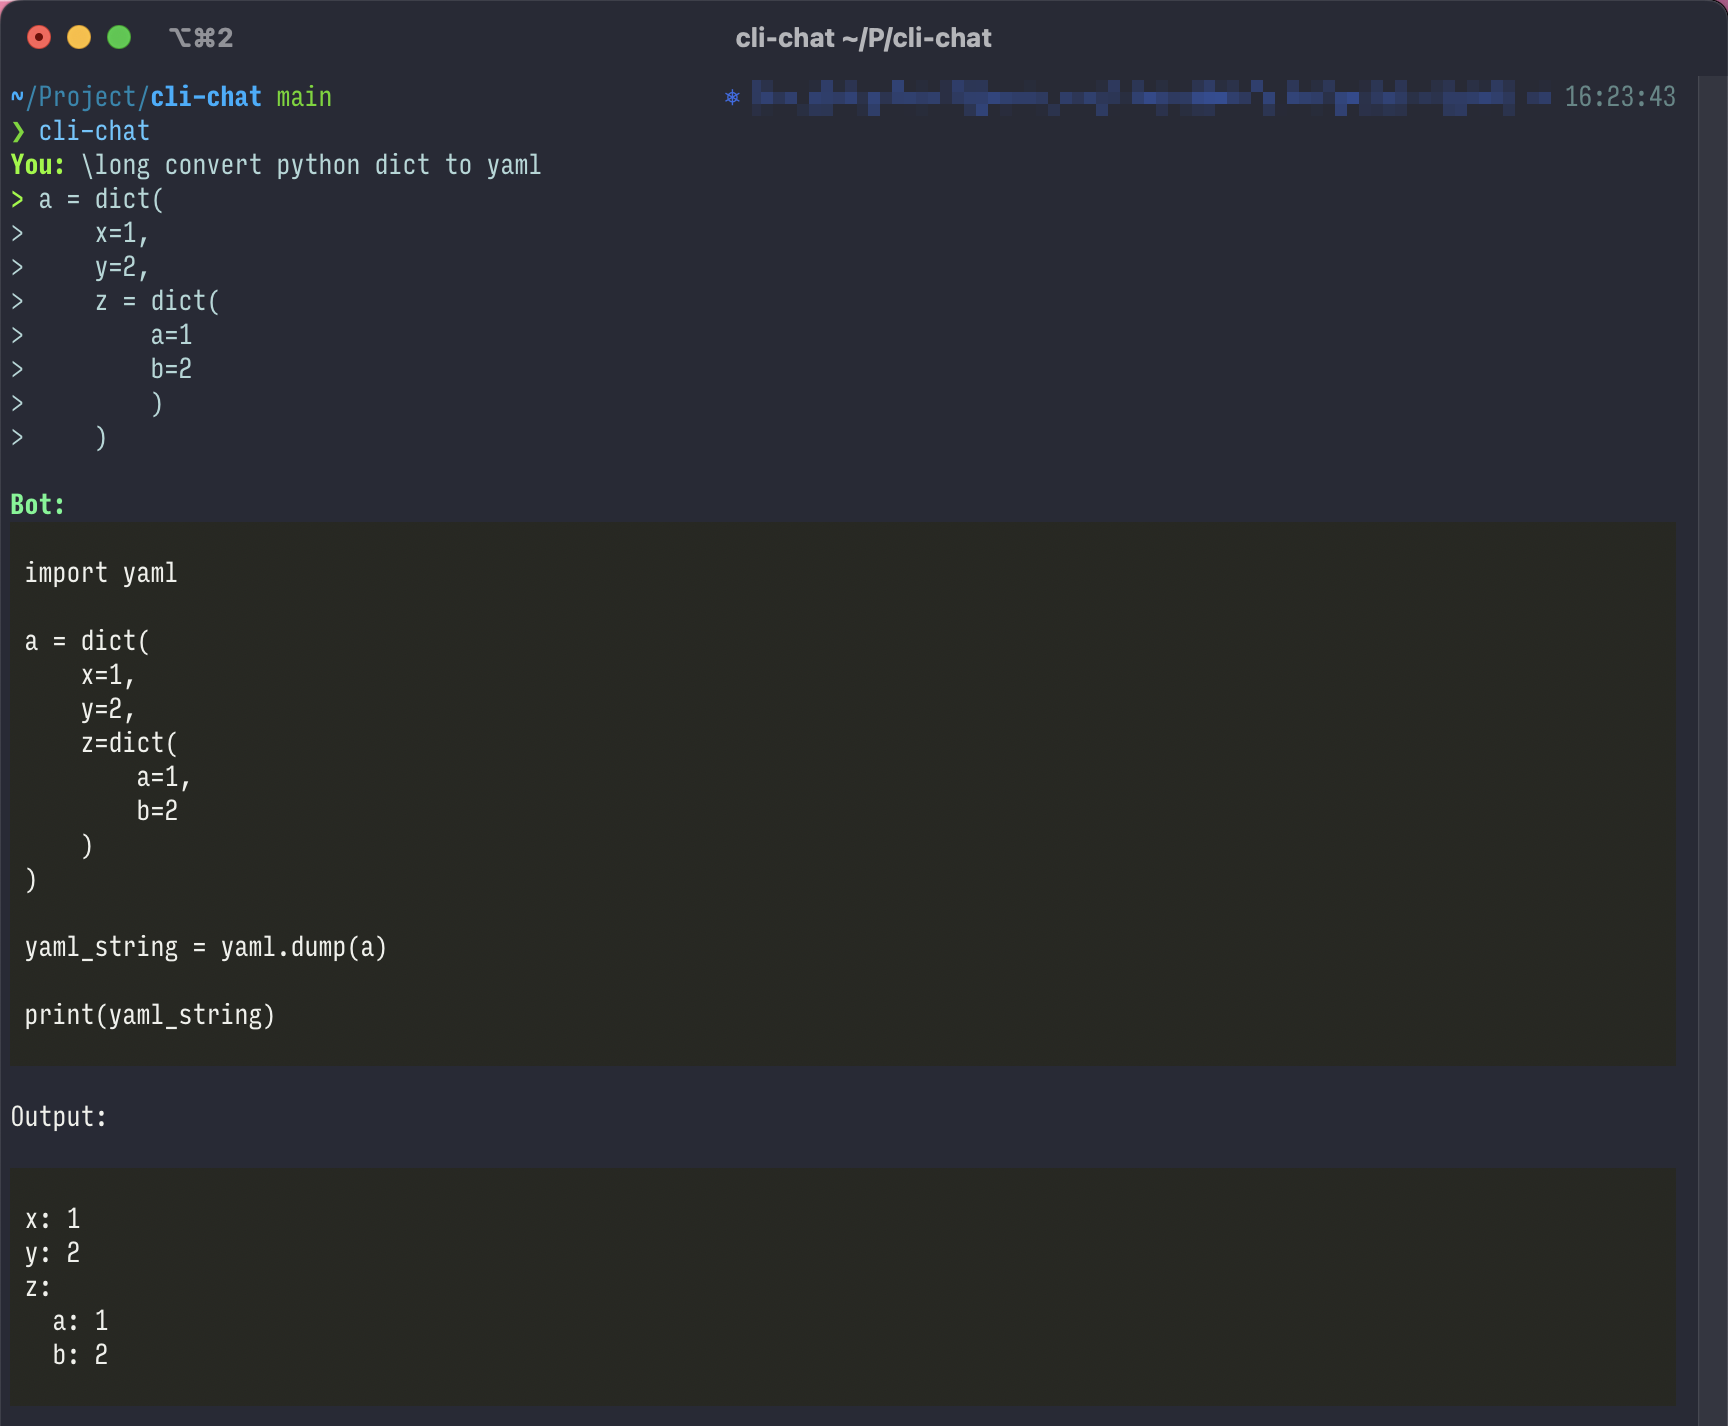 ⌥⌘2 cli-chat ~/P/cli-chat
~/Project/cli-chat main 16:23:43
❯ cli-chat
You: \long convert python dict to yaml
> a = dict(
>     x=1,
>     y=2,
>     z = dict(
>         a=1
>         b=2
>         )
>     )
Bot:
import yaml
a = dict(
    x=1,
    y=2,
    z=dict(
        a=1,
        b=2
    )
)
yaml_string = yaml.dump(a)
print(yaml_string)
Output:
x: 1
y: 2
z:
  a: 1
  b: 2